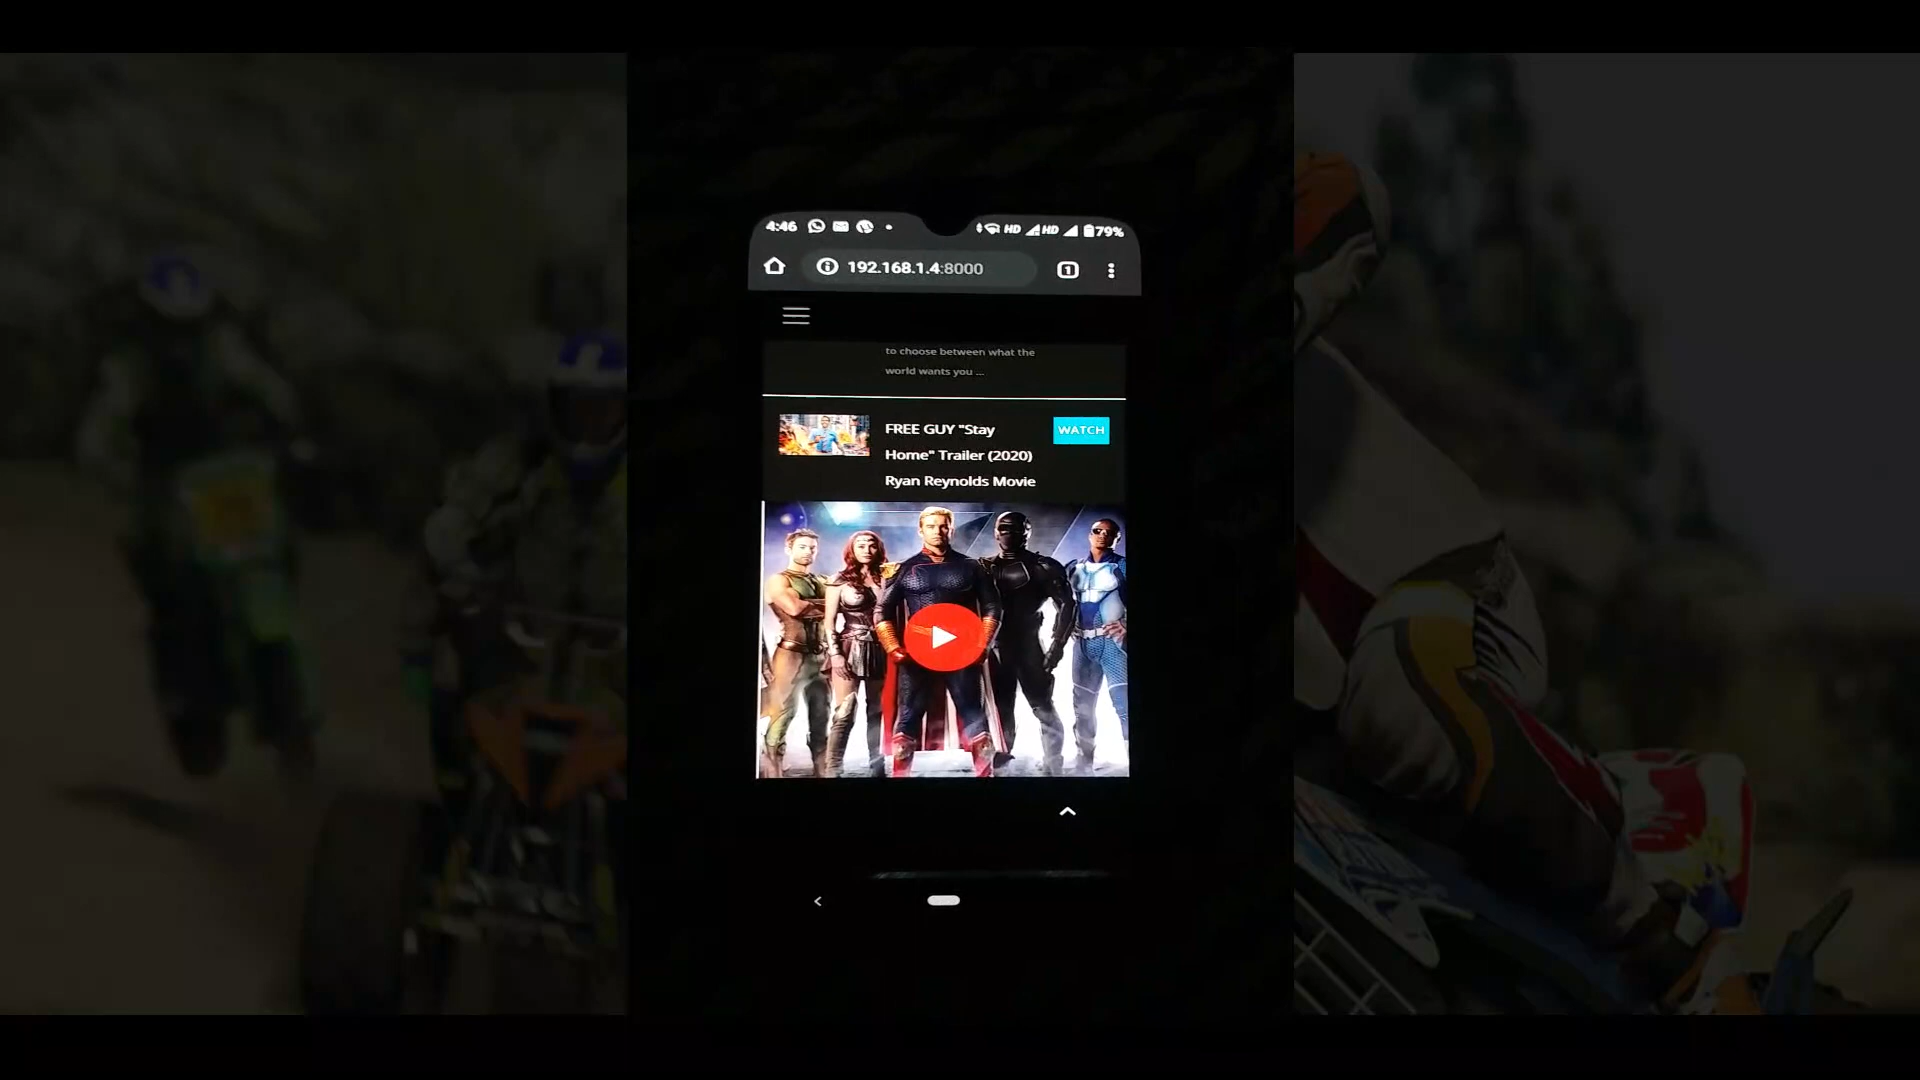 4:46
HD
HD
79%
192.168.1.4:8000
1
to choose between what the
world wants you ...
FREE GUY "Stay
Home" Trailer (2020)
Ryan Reynolds Movie
WATCH